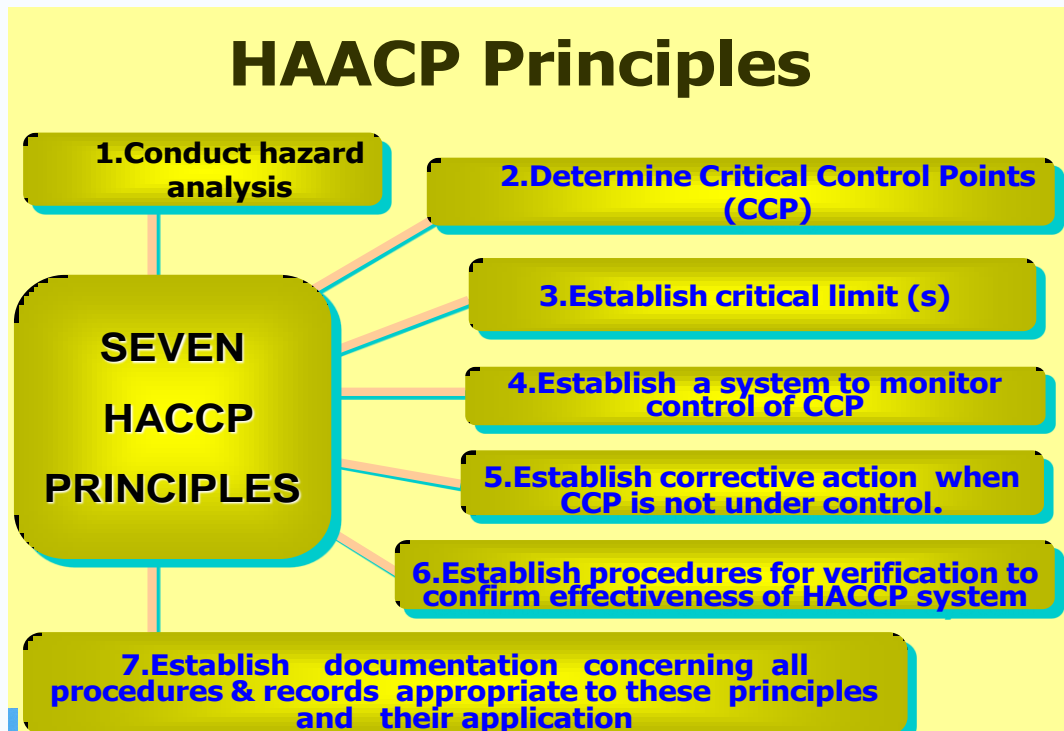 HAACP Principles
1.Conduct hazard
analysis
2.Determine Critical Control Points
(CCP)
3.Establish critical limit (s)
SEVEN
HACCP
PRINCIPLES
4.Establish a system to monitor
control of CCP
5.Establish corrective action when
CCP is not under control.
6.Establish procedures for verification to
confirm effectiveness of HACCP system
7.Establish documentation concerning all
procedures & records appropriate to these principles
and their application